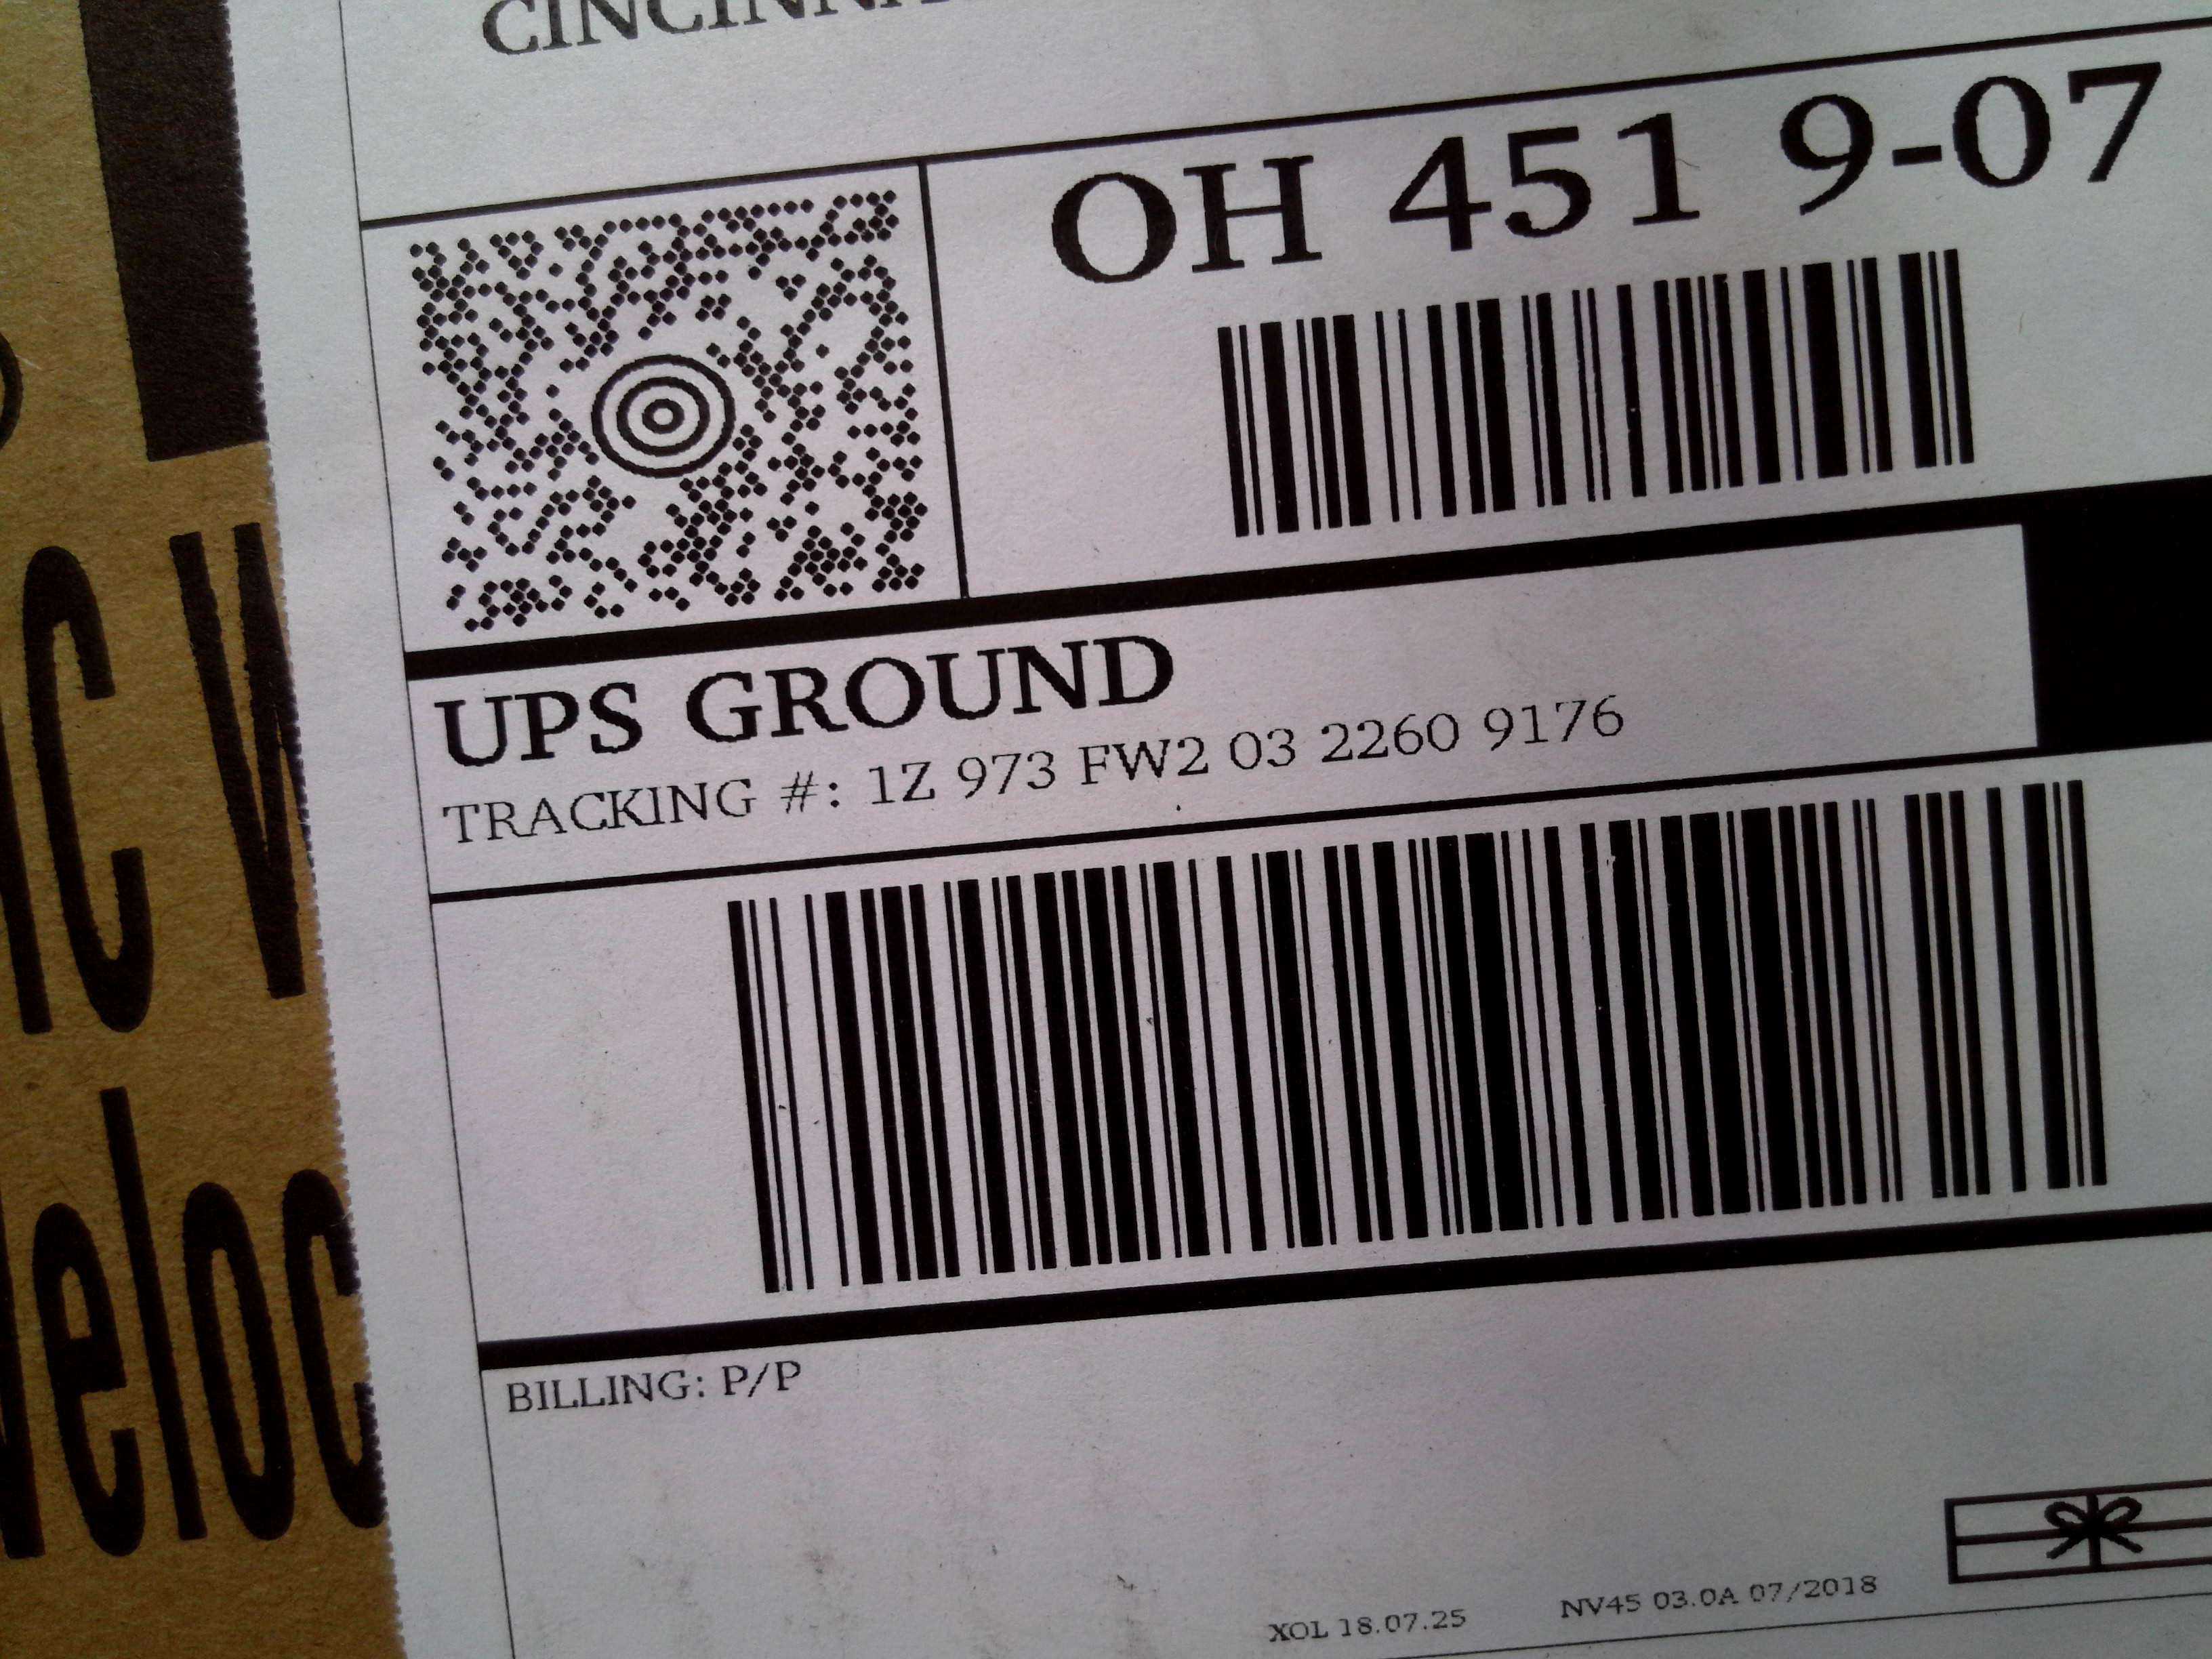 OH 451 9-07
UPS GROUND
TRACKING #: 1Z 973 FW2 03 2260 9176
BILLING: P/P
XOL 18.07.25
NV45 03.0A 07/2018